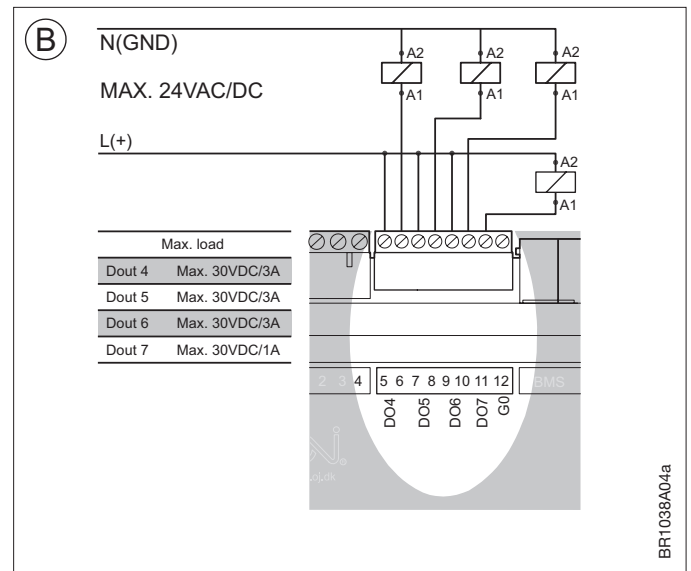 B
N(GND)
A2 A2 A2
MAX. 24VAC/DC
A1 A1 A1
L(+)
A2
A1
Max. load
Dout 4 Max. 30VDC/3A
Dout 5 Max. 30VDC/3A
Dout 6 Max. 30VDC/3A
Dout 7 Max. 30VDC/1A
2 3 4 5 6 7 8 9 10 11 12 BMS
DO4 DO5 DO6 DO7 G0
.oj.dk
BR1038A04a